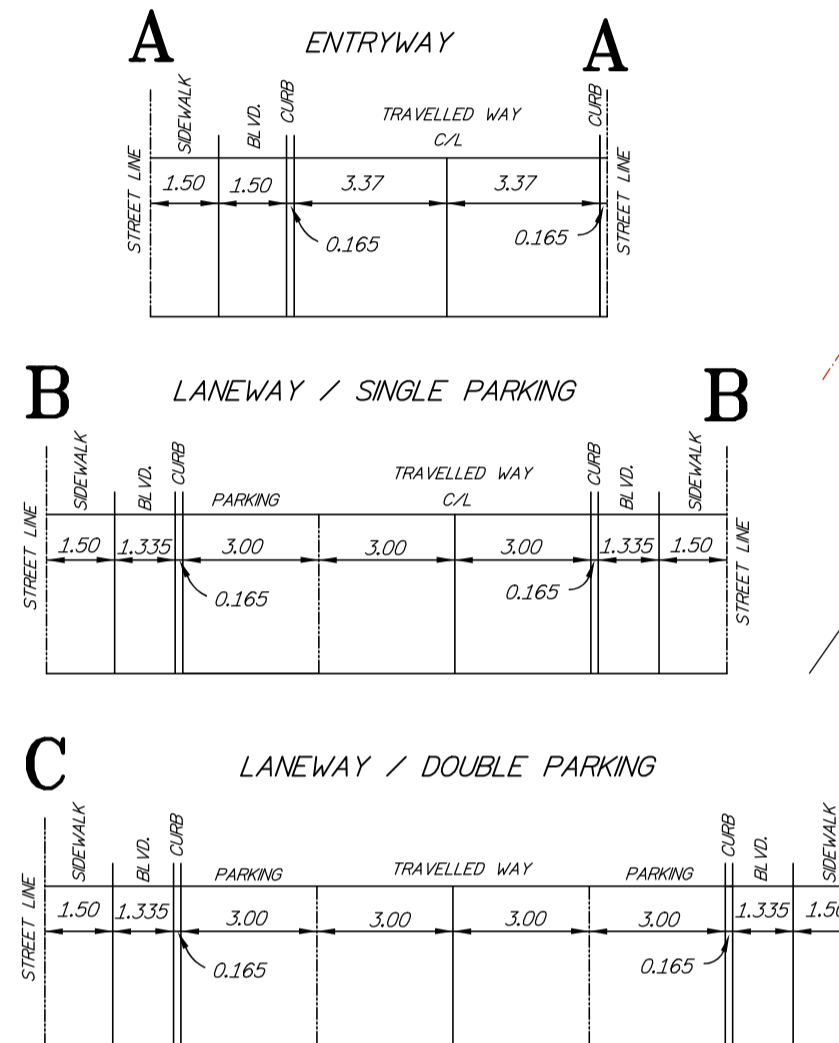 A ENTRYWAY A
STREET LINE SIDEWALK BLVD. CURB TRAVELLED WAY CURB STREET LINE
C/L
1.50 1.50 3.37 3.37
0.165 0.165
B LANEWAY / SINGLE PARKING B
STREET LINE SIDEWALK BLVD. CURB PARKING TRAVELLED WAY CURB BLVD. SIDEWALK STREET LINE
C/L
1.50 1.335 3.00 3.00 3.00 1.335 1.50
0.165 0.165
C LANEWAY / DOUBLE PARKING
STREET LINE SIDEWALK BLVD. CURB PARKING TRAVELLED WAY PARKING CURB BLVD. SIDEWALK
1.50 1.335 3.00 3.00 3.00 3.00 1.335
0.165 0.165